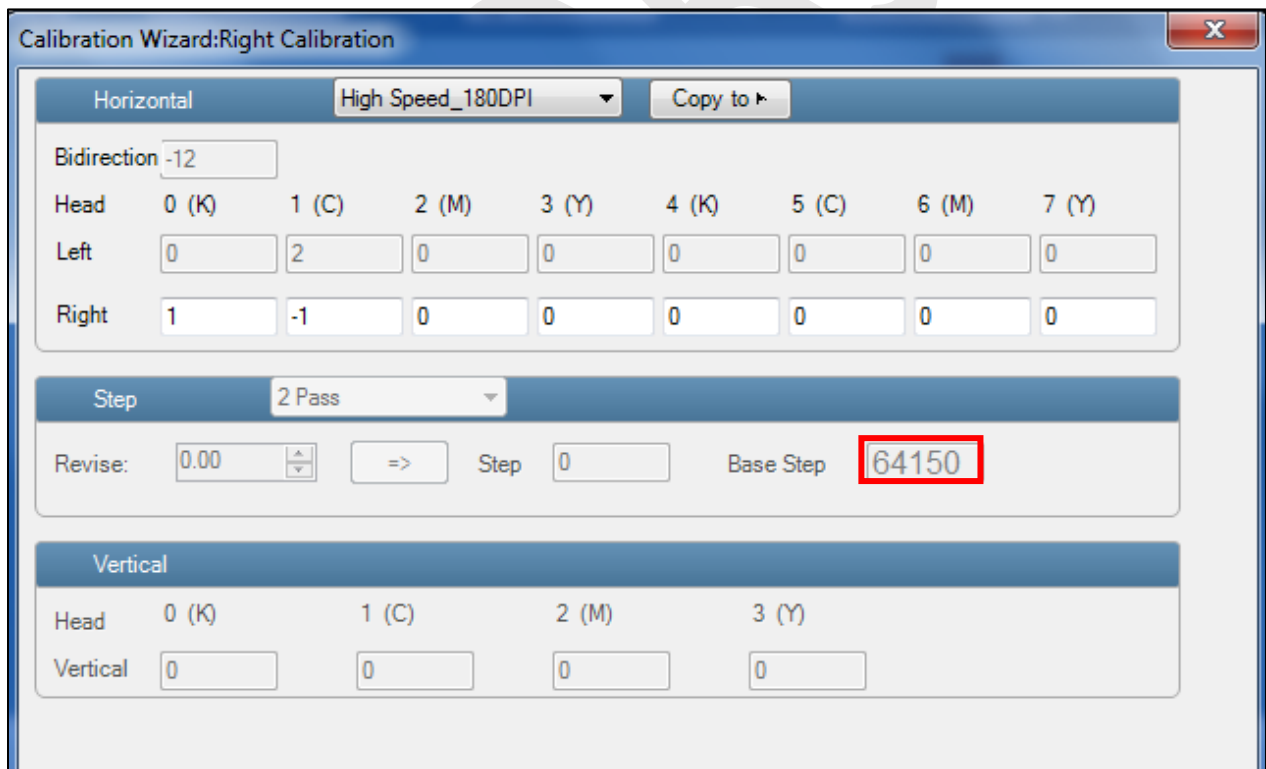 Calibration Wizard:Right Calibration X
Horizontal High Speed_180DPI Copy to
Bidirection -12
Head 0 (K) 1 (C) 2 (M) 3 (Y) 4 (K) 5 (C) 6 (M) 7 (Y)
Left 0 2 0 0 0 0 0 0
Right 1 -1 0 0 0 0 0 0
Step 2 Pass
Revise: 0.00 => Step 0 Base Step 64150
Vertical
Head 0 (K) 1 (C) 2 (M) 3 (Y)
Vertical 0 0 0 0